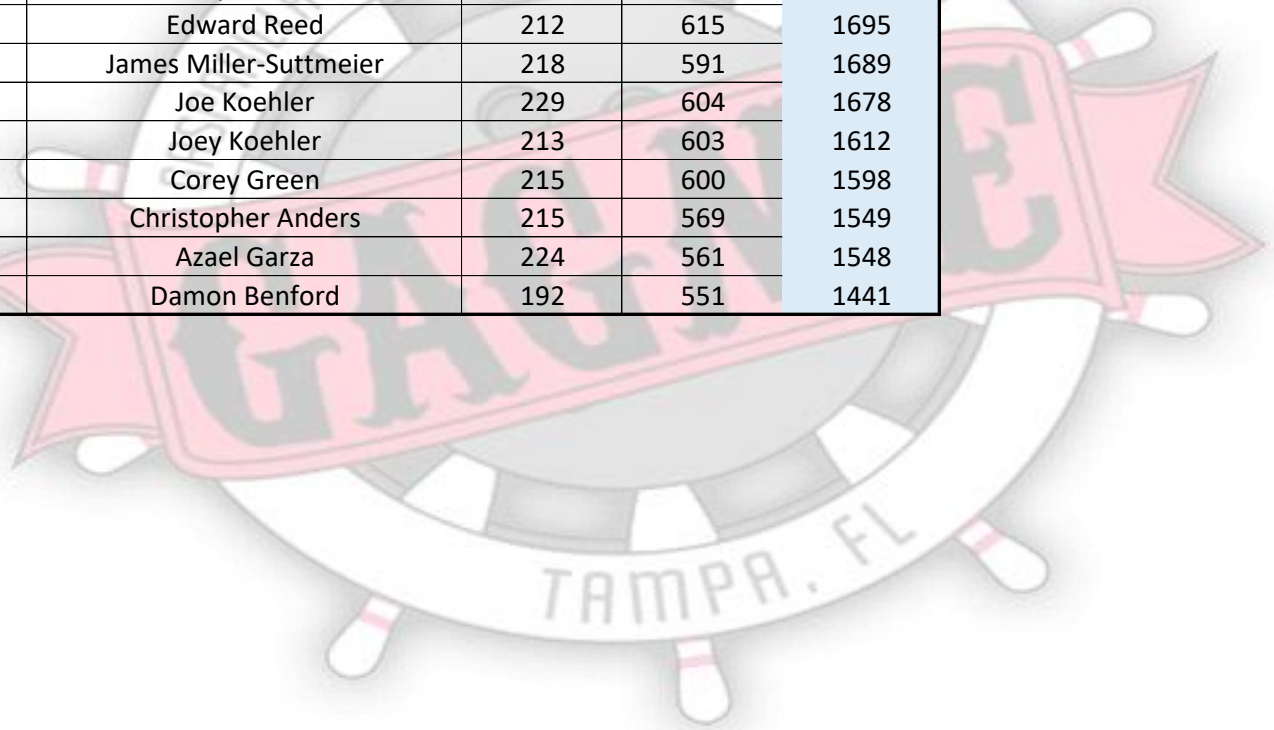 Edward Reed 212 615 1695
James Miller-Suttmeier 218 591 1689
Joe Koehler 229 604 1678
Joey Koehler 213 603 1612
Corey Green 215 600 1598
Christopher Anders 215 569 1549
Azael Garza 224 561 1548
Damon Benford 192 551 1441
GAGNE
TAMPA, FL